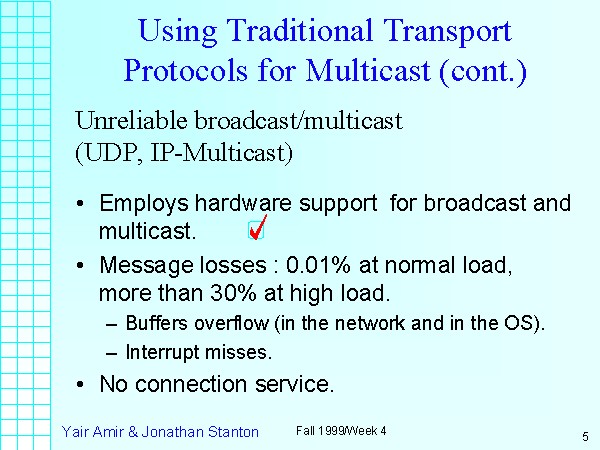 Using Traditional Transport
Protocols for Multicast (cont.)
Unreliable broadcast/multicast
(UDP, IP-Multicast)
• Employs hardware support for broadcast and
multicast.
• Message losses : 0.01% at normal load,
more than 30% at high load.
– Buffers overflow (in the network and in the OS).
– Interrupt misses.
• No connection service.
Yair Amir & Jonathan Stanton
Fall 1999/Week 4
5